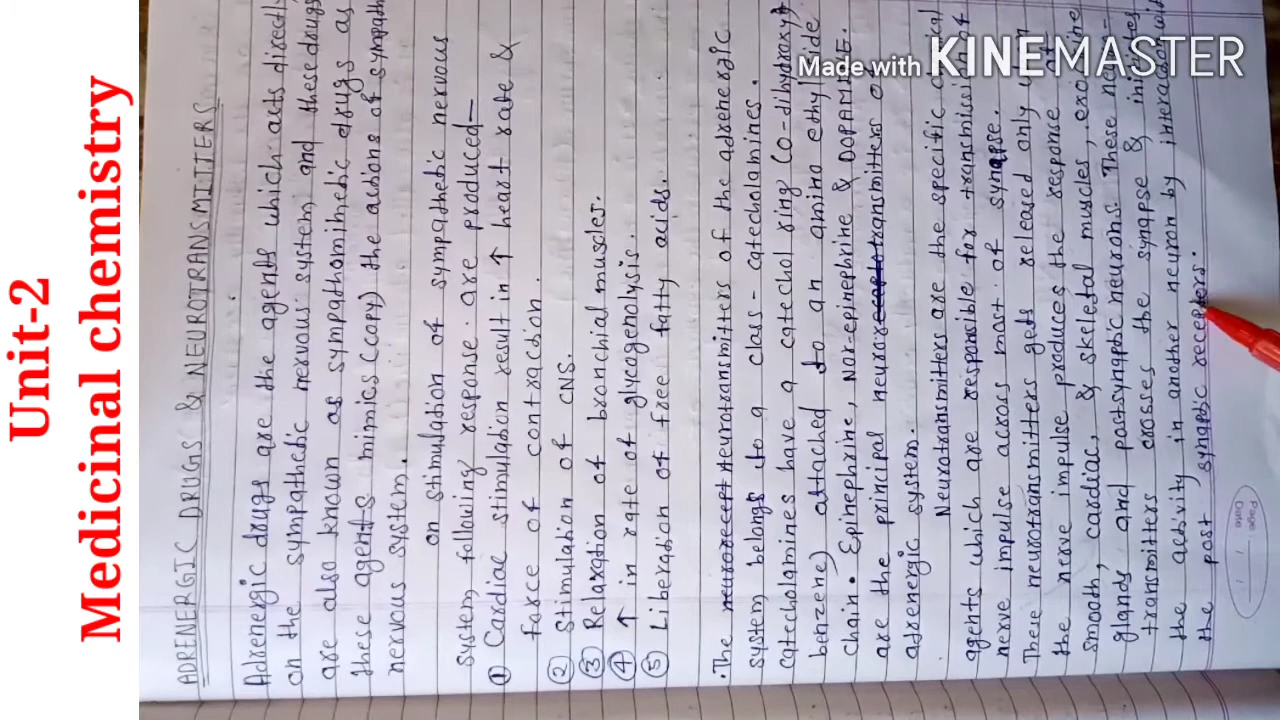 Unit-2
Medicinal chemistry
ADRENERGIC DRUGS & NEUROTRANSMITTERS
Adrenergic drugs are the agents which acts directly
on the sympathetic nervous system and these drugs
are also known as sympathomimetic drugs as
these agents mimics (copy) the actions of sympath
nervous system.
on stimulation of sympathetic nervous
system, following response are produced—
① Cardiac stimulation result in ↑ heart rate &
force of contraction.
② Stimulation of CNS.
③ Relaxation of bronchial muscles.
④ ↑ in rate of glycogenolysis.
⑤ Liberation of free fatty acids.
. The neurorecept neurotransmitters of the adrenergic
system belongs to a class - catecholamines.
catecholamines have a catechol ring (o-dihydroxy
benzene) attached to an amino ethyl side
chain. Epinephrine, Nor-epinephrine & DOPAMINE.
are the principal neurotransmitters of
adrenergic system.
. Neurotransmitters are the specific chemical
agents which are responsible for transmission of
nerve impulse across most of synapse.
These neurotransmitters gets released only when
the nerve impulse produces the response at
smooth, cardiac, & skeletal muscles, exocrine
glands and postsynaptic neurons. These neuro-
transmitters crosses the synapse & initiates
the activity in another neuron by interaction with
the post synaptic receptors.
Page:
Date
Made with KINEMASTER